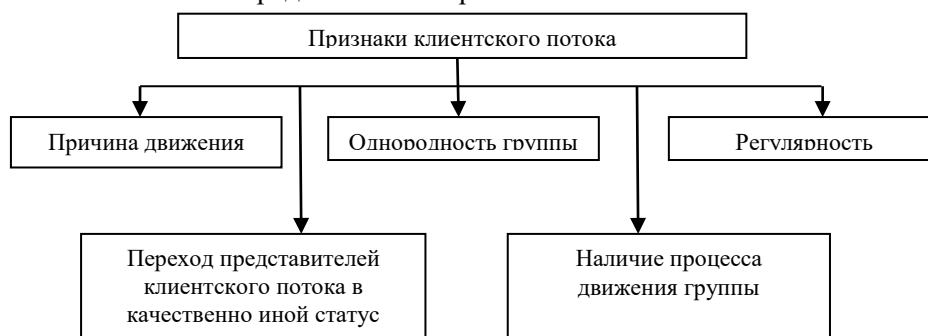 Признаки клиентского потока
Причина движения
Однородность группы
Регулярность
Переход представителей
клиентского потока в
качественно иной статус
Наличие процесса
движения группы